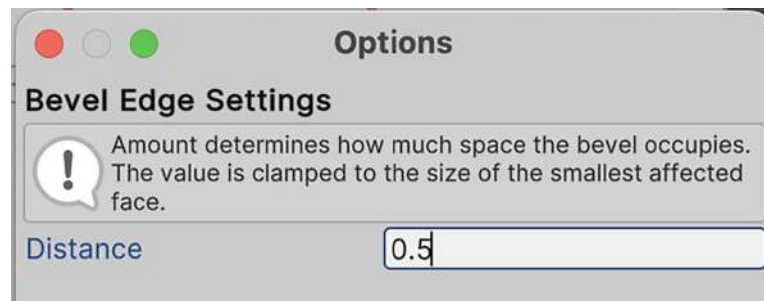 Options
Bevel Edge Settings
Amount determines how much space the bevel occupies.
The value is clamped to the size of the smallest affected
face.
Distance 0.5